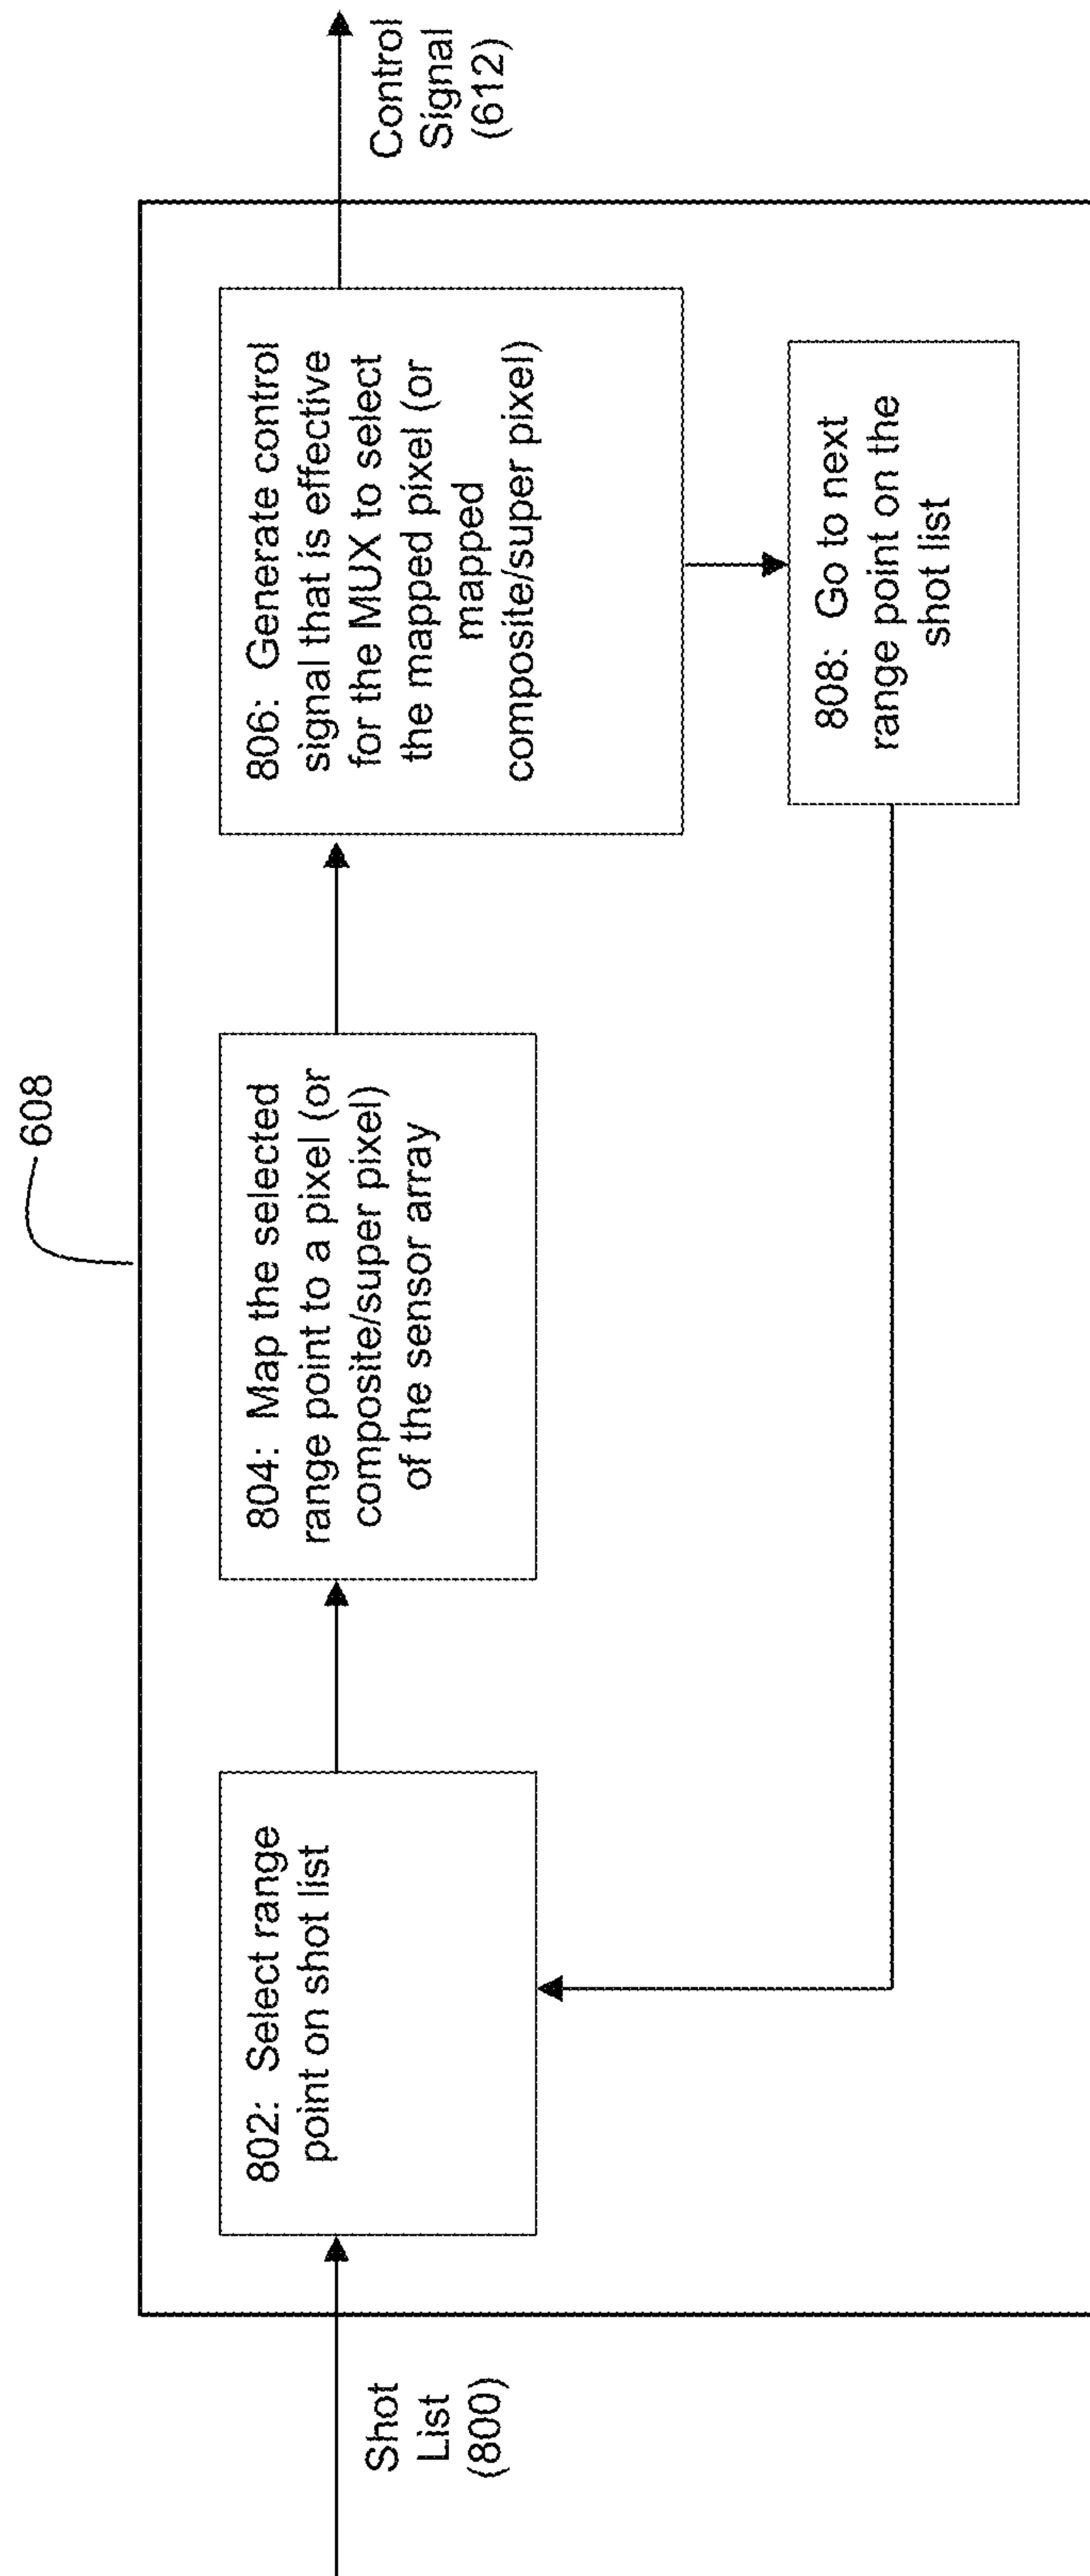 608
Shot
List
(800)
802: Select range
point on shot list
804: Map the selected
range point to a pixel (or
composite/super pixel)
of the sensor array
806: Generate control
signal that is effective
for the MUX to select
the mapped pixel (or
mapped
composite/super pixel)
808: Go to next
range point on the
shot list
Control
Signal
(612)